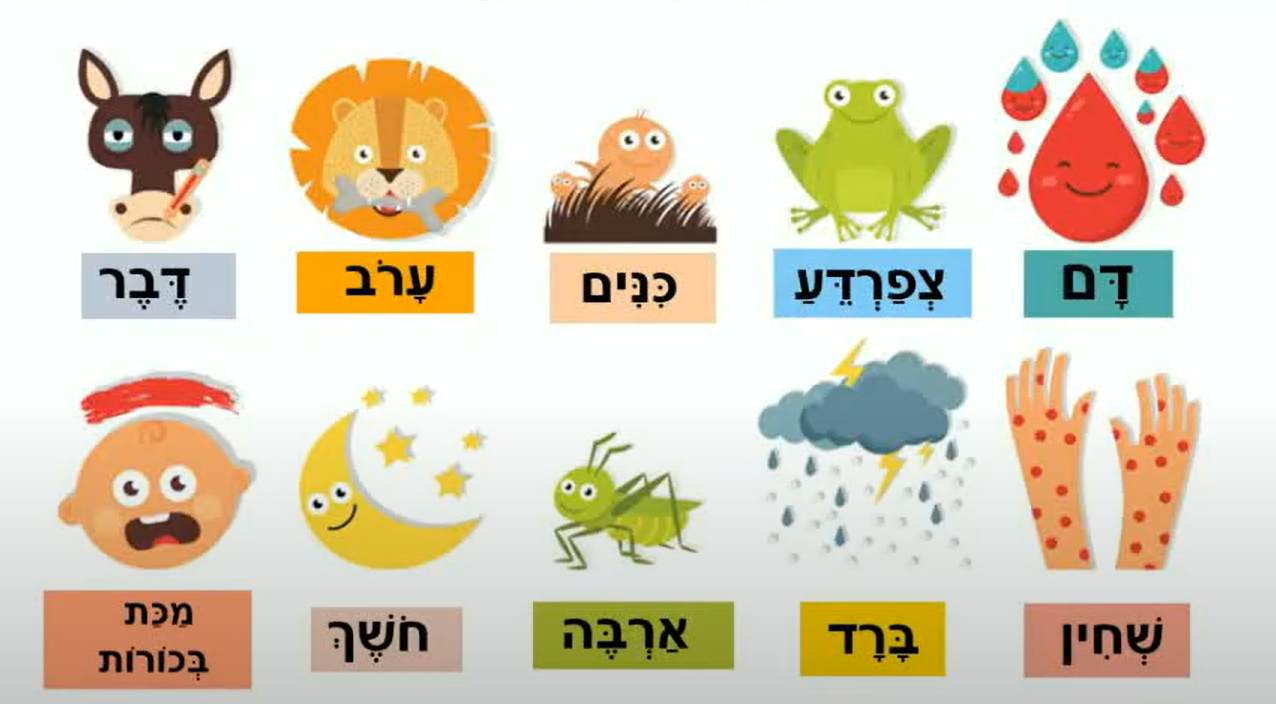 דָּם
צְפַרְדֵּעַ
כִּנִּים
עָרֹב
דֶּבֶר
שְׁחִין
בָּרָד
אַרְבֶּה
חֹשֶׁךְ
מַכַּת
בְּכוֹרוֹת